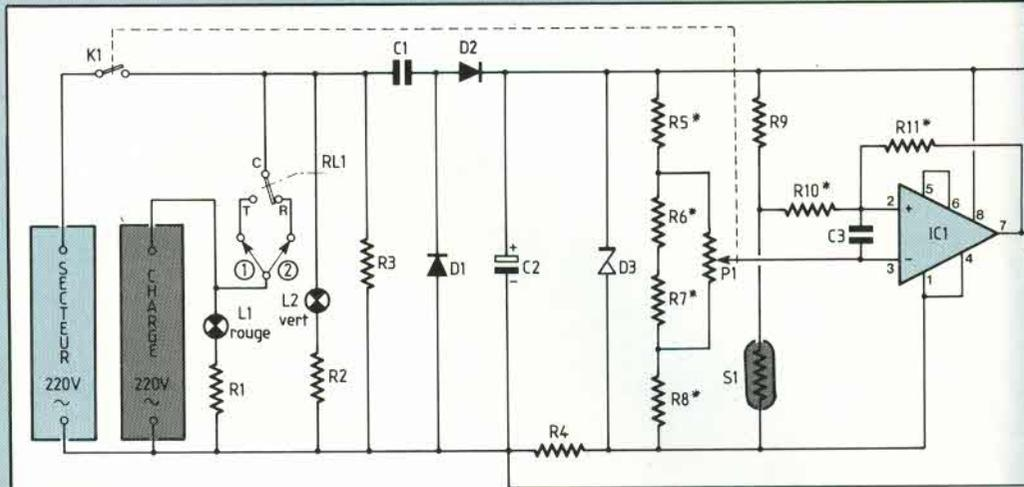 K1
C1
D2
R5*
R9
R11*
C
RL1
T
R
5
6
8
R10*
2
+
7
R6*
C3
IC1
SECTEUR
CHARGE
1
2
R3
D1
+
C2
-
D3
P1
-
3
1
4
L2
vert
R7*
L1
rouge
220V
~
220V
~
R1
R2
R8*
S1
R4